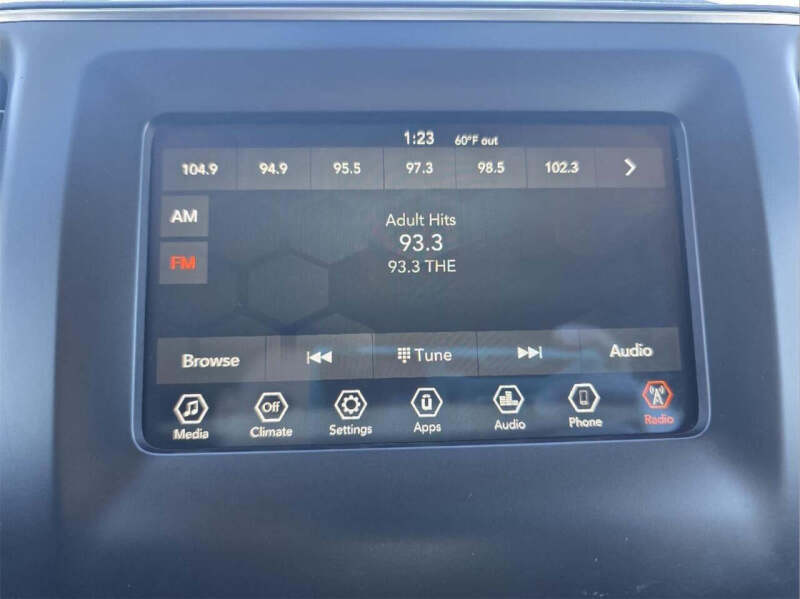 1:23 60°F out
104.9 94.9 95.5 97.3 98.5 102.3
AM
Adult Hits
93.3
FM
93.3 THE
Browse Tune Audio
Off
ū
Media Climate Settings Apps Audio Phone Radio